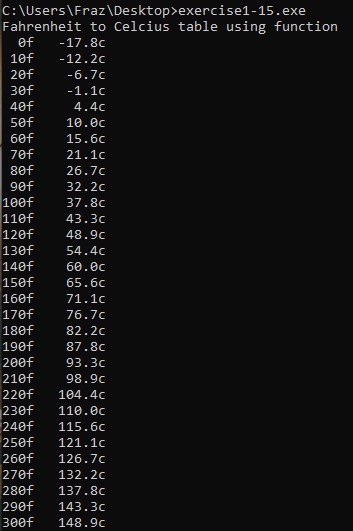 C:\Users\Fraz\Desktop>exercise1-15.exe
Fahrenheit to Celcius table using function
  0f   -17.8c
 10f   -12.2c
 20f    -6.7c
 30f    -1.1c
 40f     4.4c
 50f    10.0c
 60f    15.6c
 70f    21.1c
 80f    26.7c
 90f    32.2c
100f    37.8c
110f    43.3c
120f    48.9c
130f    54.4c
140f    60.0c
150f    65.6c
160f    71.1c
170f    76.7c
180f    82.2c
190f    87.8c
200f    93.3c
210f    98.9c
220f   104.4c
230f   110.0c
240f   115.6c
250f   121.1c
260f   126.7c
270f   132.2c
280f   137.8c
290f   143.3c
300f   148.9c